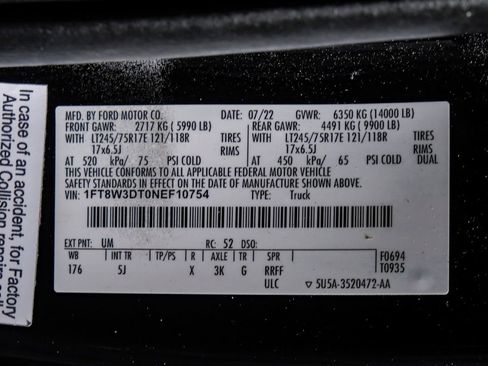 MFD. BY FORD MOTOR CO. DATE: 07/22 GVWR: 6350 KG (14000 LB)
FRONT GAWR: 2717 KG ( 5990 LB) REAR GAWR: 4491 KG ( 9900 LB)
WITH LT245/75R17E 121/118R TIRES WITH LT245/75R17E 121/118R TIRES
17x6.5J RIMS 17x6.5J RIMS
AT 520 kPa/ 75 PSI COLD AT 450 kPa/ 65 PSI COLD DUAL
THIS VEHICLE CONFORMS TO ALL APPLICABLE FEDERAL MOTOR VEHICLE
SAFETY STANDARDS IN EFFECT ON THE DATE OF MANUFACTURE SHOWN ABOVE.
VIN: 1FT8W3DT0NEF10754 TYPE: Truck
EXT PNT: UM RC: 52 DSO:
WB INT TR TP/PS R AXLE TR SPR
176 5J X 3K G RRFF
ULC
F0694
T0935
5U5A-3520472-AA
In case of an accident, for Factory
Authorized Collision